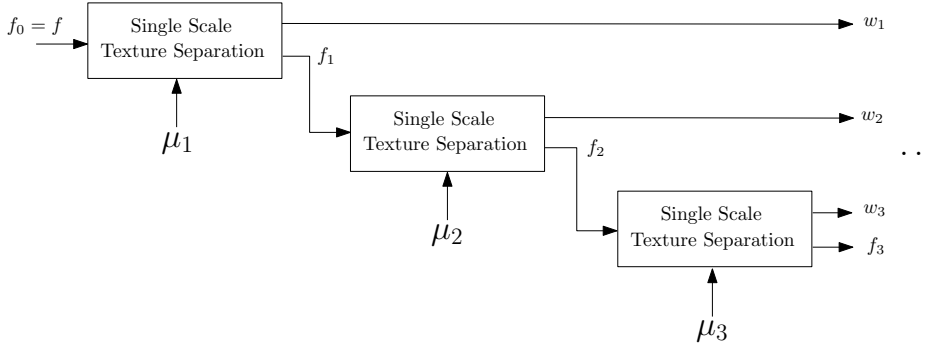 f₀ = f
Single Scale
Texture Separation
w₁
f₁
μ₁
Single Scale
Texture Separation
w₂
f₂
. .
μ₂
Single Scale
Texture Separation
w₃
f₃
μ₃